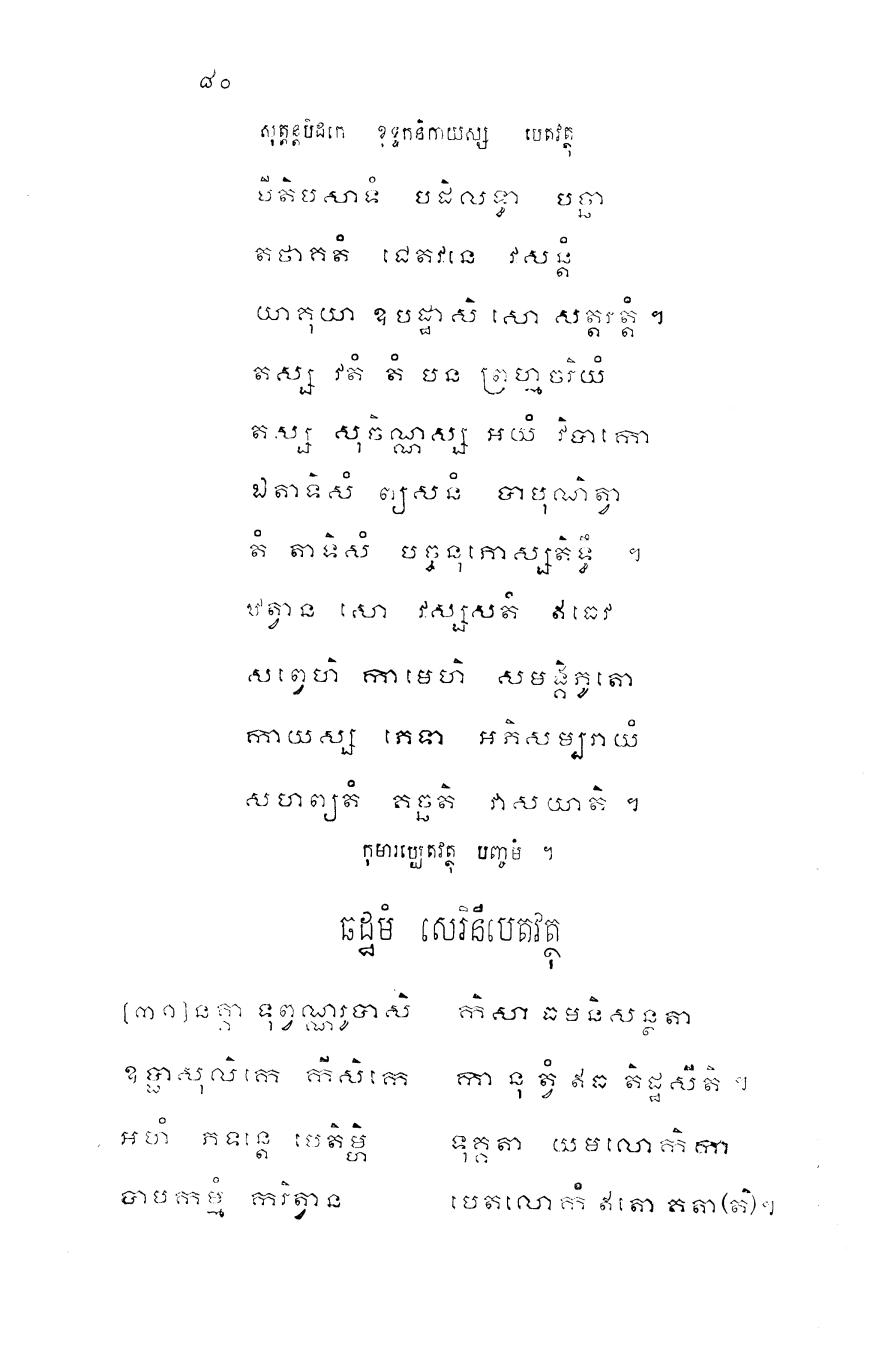 ៨០
សុត្តន្តបិដកេ ខុទ្ទកនិកាយស្ស បេតវត្ថុ
បីតិបសាទំ បដិលទ្ធា បច្ឆា
តថាគតំ ជេតវនេ វសន្តំ
យាគុយា ឧបដ្ឋាសិ សោ សត្តរត្តំ ។
តស្ស វតំ តំ បន ព្រហ្មចរិយំ
តស្ស សុចិណ្ណស្ស អយំ វិបាកោ
ឯតាទិសំ ព្យសនំ បាបុណិត្វា
តំ តាទិសំ បច្ចនុភោស្សតិទ្ធឹ ។
ឋត្វាន សោ វស្សសតំ ឥធេវ
សព្វេហិ កាមេហិ សមង្គិភូតោ
កាយស្ស ភេទា អភិសម្បរាយំ
សហព្យតំ គច្ឆតិ វាសវស្សាតិ ។
កុមារប្បេតវត្ថុ បញ្ចមំ ។
ឆដ្ឋមំ សេរិនីបេតវត្ថុ
[៣១] នគ្គា ទុព្វណ្ណរូបាសិ កិសា ធមនិសន្ថតា
ឧប្ផាសុលិកេ កីសិកេ កា នុ ត្វំ ឥធ តិដ្ឋសីតិ ។
អហំ ភទន្តេ បេតិម្ហិ ទុគ្គតា យមលោកិកា
បាបកម្មំ ករិត្វាន បេតលោកំ ឥតោ គតា(តិ)។